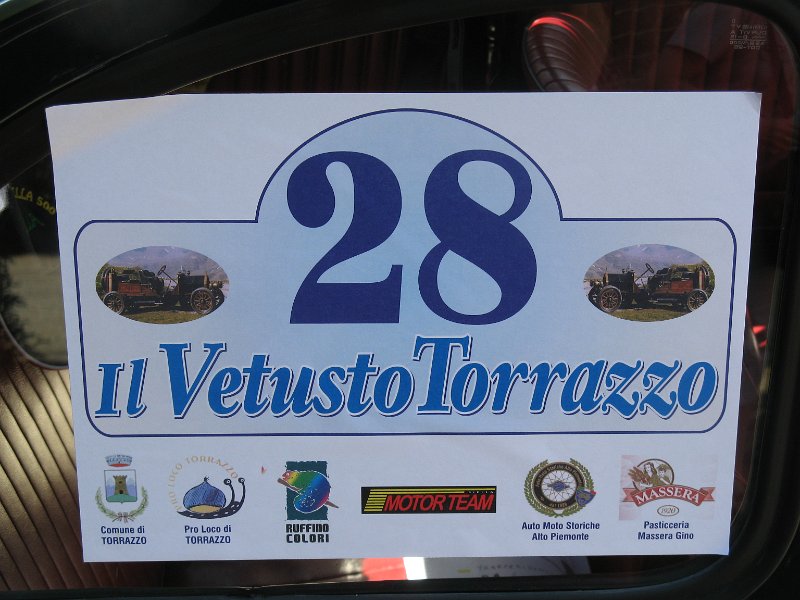 28
Il Vetusto Torrazzo
PRO LOCO TORRAZZO
MASSERA
1920
MOTOR TEAM
RUFFINO
COLORI
Comune di
TORRAZZO
Pro Loco di
TORRAZZO
Auto Moto Storiche
Alto Piemonte
Pasticceria
Massera Gino